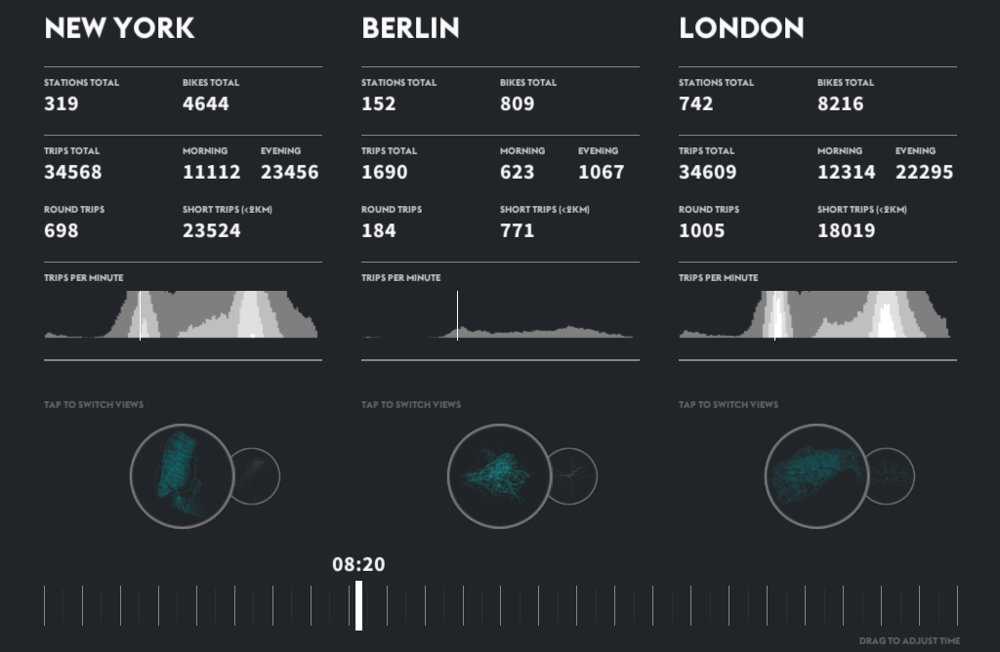 NEW YORK BERLIN LONDON
STATIONS TOTAL BIKES TOTAL STATIONS TOTAL BIKES TOTAL STATIONS TOTAL BIKES TOTAL
319 4644 152 809 742 8216
TRIPS TOTAL MORNING EVENING TRIPS TOTAL MORNING EVENING TRIPS TOTAL MORNING EVENING
34568 11112 23456 1690 623 1067 34609 12314 22295
ROUND TRIPS SHORT TRIPS (<2KM) ROUND TRIPS SHORT TRIPS (<2KM) ROUND TRIPS SHORT TRIPS (<2KM)
698 23524 184 771 1005 18019
TRIPS PER MINUTE TRIPS PER MINUTE TRIPS PER MINUTE
TAP TO SWITCH VIEWS TAP TO SWITCH VIEWS TAP TO SWITCH VIEWS
08:20
DRAG TO ADJUST TIME